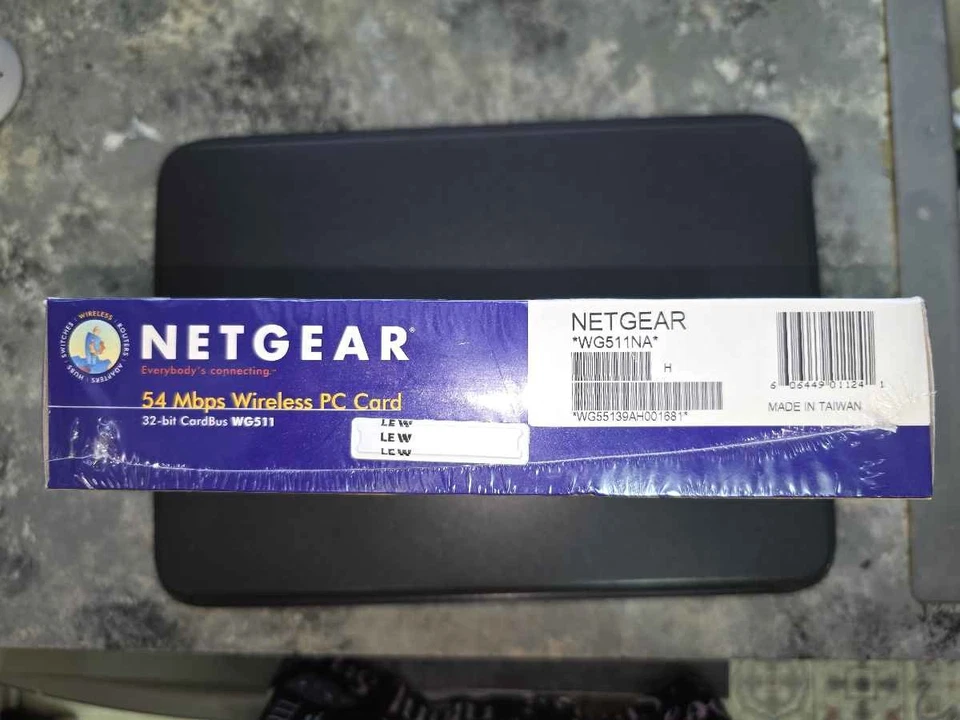 WIRELESS · ROUTERS · ADAPTERS · HUBS · SWITCHES
NETGEAR®
Everybody's connecting.™
54 Mbps Wireless PC Card
32-bit CardBus WG511
LEW
LEW
LEW
NETGEAR
*WG511NA*
H
*WG55139AH001681*
6 06449 01124 1
MADE IN TAIWAN